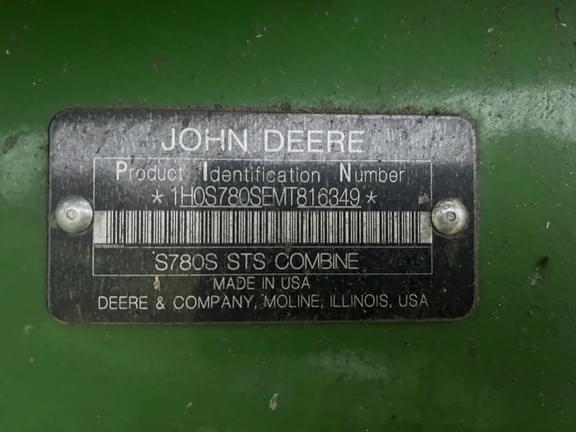 JOHN DEERE
Product Identification Number
* 1H0S780SEMT816349 *
S780S STS COMBINE
MADE IN USA
DEERE & COMPANY, MOLINE, ILLINOIS, USA